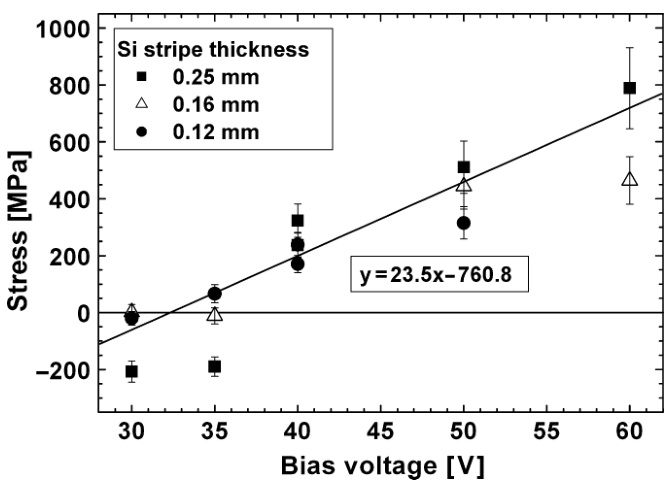 1000
800
600
400
200
0
−200
Stress [MPa]
Si stripe thickness
0.25 mm
0.16 mm
0.12 mm
y=23.5x−760.8
30 35 40 45 50 55 60
Bias voltage [V]